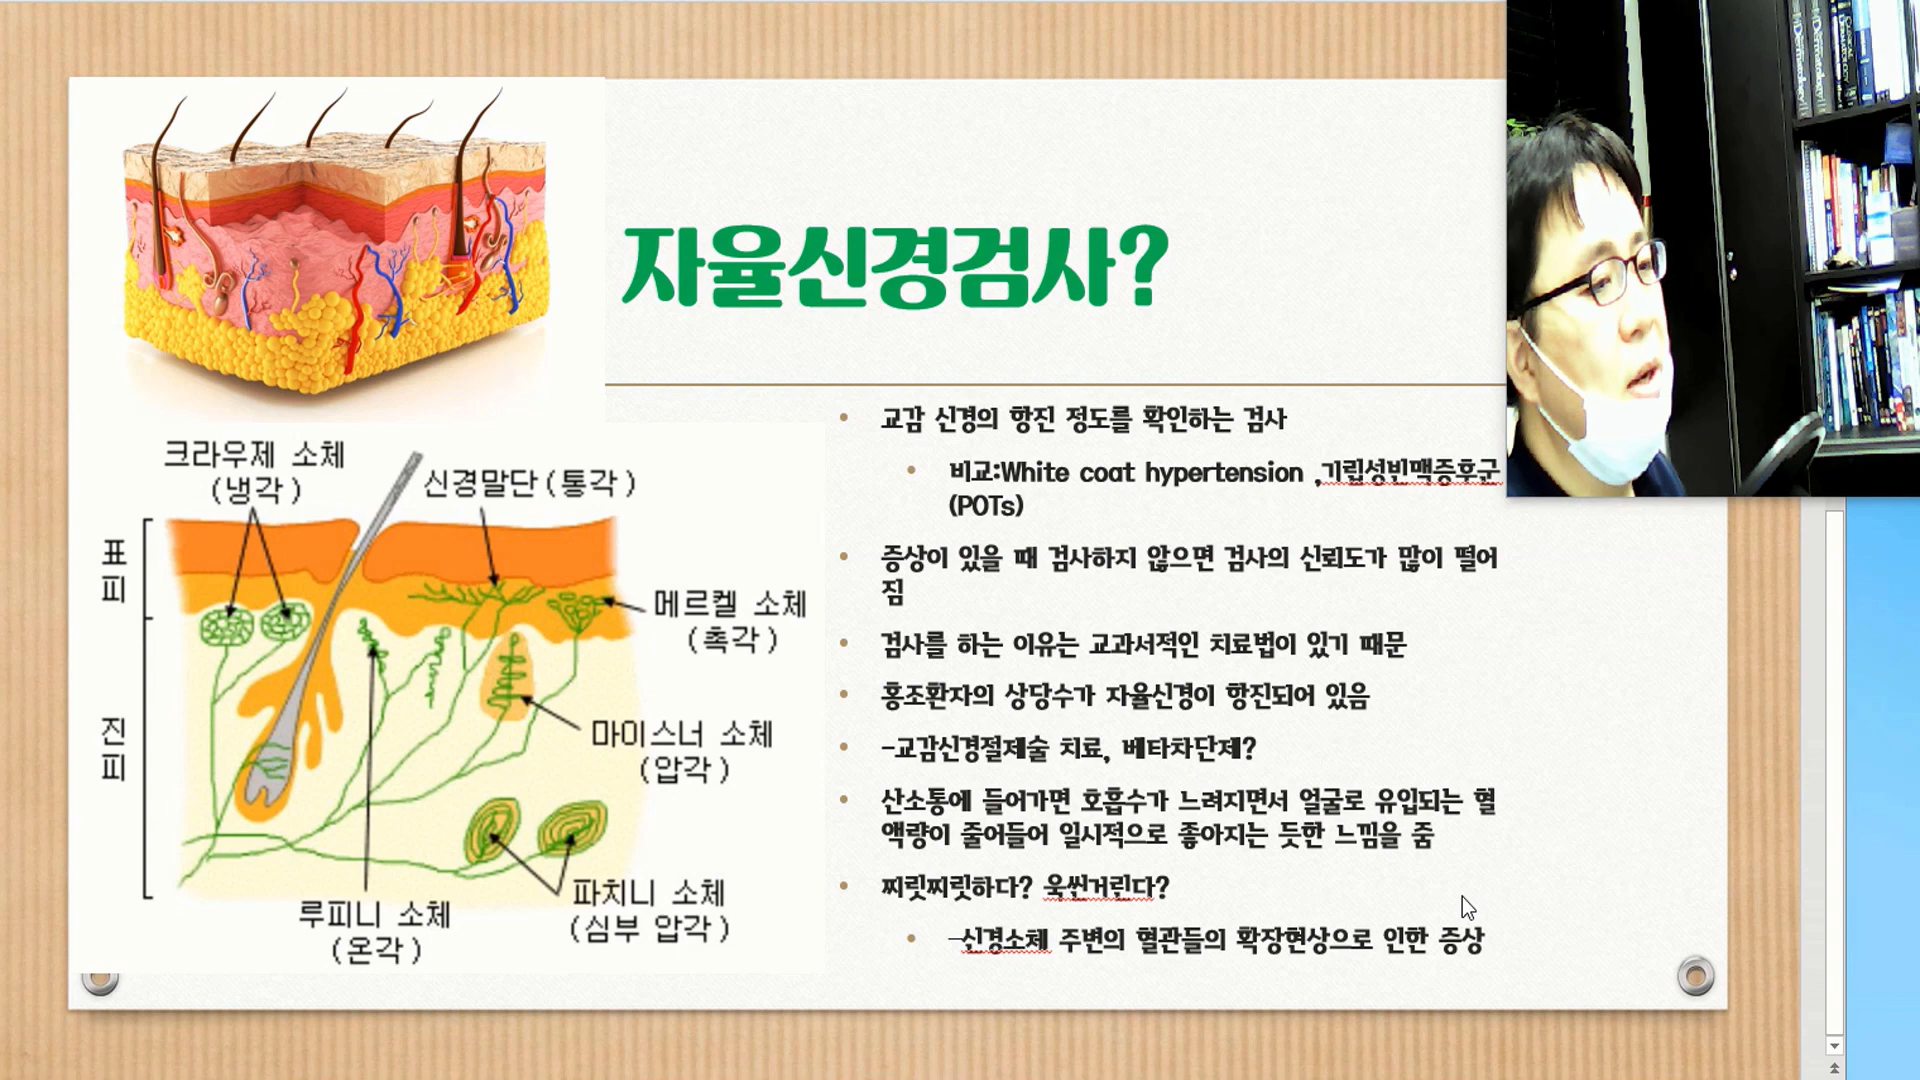 자율신경검사?
크라우제 소체
(냉각)
신경말단(통각)
표
피
메르켈 소체
(촉각)
마이스너 소체
(압각)
진
피
파치니 소체
(심부 압각)
루피니 소체
(온각)
• 교감 신경의 항진 정도를 확인하는 검사
• 비교:White coat hypertension ,기립성빈맥증후군
(POTs)
• 증상이 있을 때 검사하지 않으면 검사의 신뢰도가 많이 떨어
짐
• 검사를 하는 이유는 교과서적인 치료법이 있기 때문
• 홍조환자의 상당수가 자율신경이 항진되어 있음
• -교감신경절제술 치료, 베타차단제?
• 산소통에 들어가면 호흡수가 느려지면서 얼굴로 유입되는 혈
액량이 줄어들어 일시적으로 좋아지는 듯한 느낌을 줌
• 찌릿찌릿하다? 욱씬거린다?
• –신경소체 주변의 혈관들의 확장현상으로 인한 증상
Dermatology